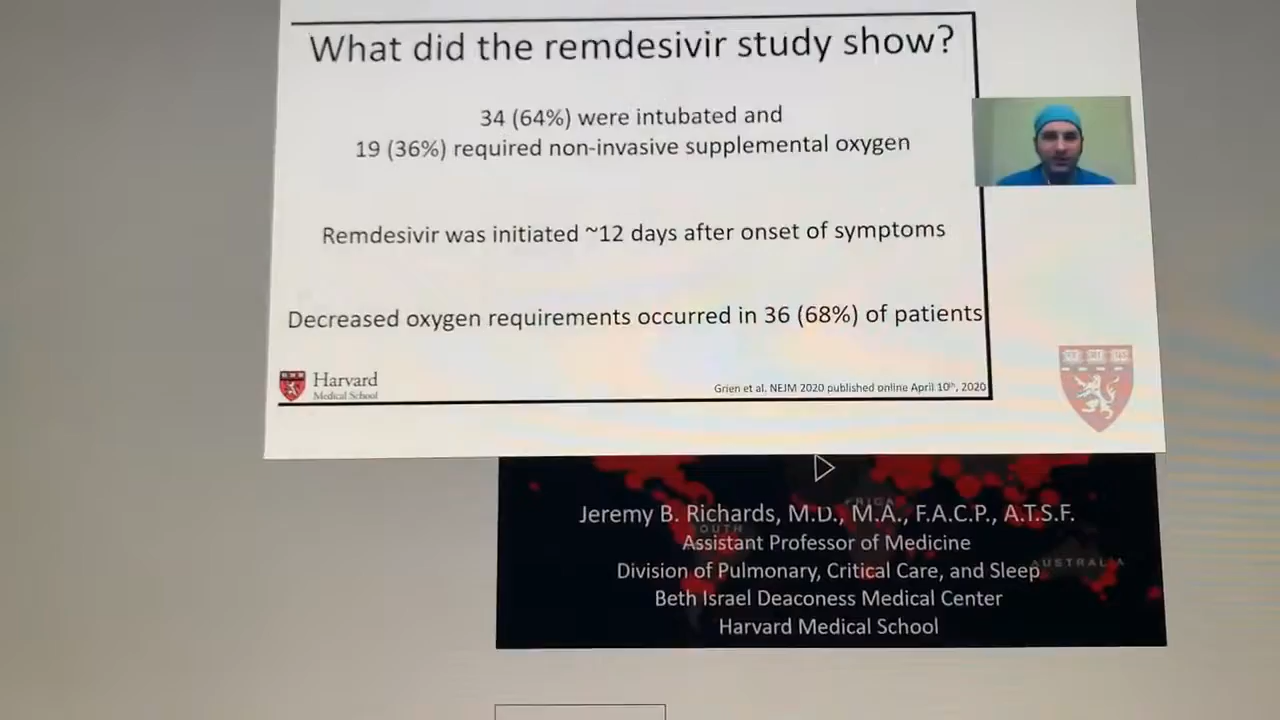 What did the remdesivir study show?
34 (64%) were intubated and
19 (36%) required non-invasive supplemental oxygen
Remdesivir was initiated ~12 days after onset of symptoms
Decreased oxygen requirements occurred in 36 (68%) of patients
Harvard
Medical School
Grien et al. NEJM 2020 published online April 10th, 2020
Jeremy B. Richards, M.D., M.A., F.A.C.P., A.T.S.F.
Assistant Professor of Medicine
Division of Pulmonary, Critical Care, and Sleep
AUSTRALIA
Beth Israel Deaconess Medical Center
Harvard Medical School